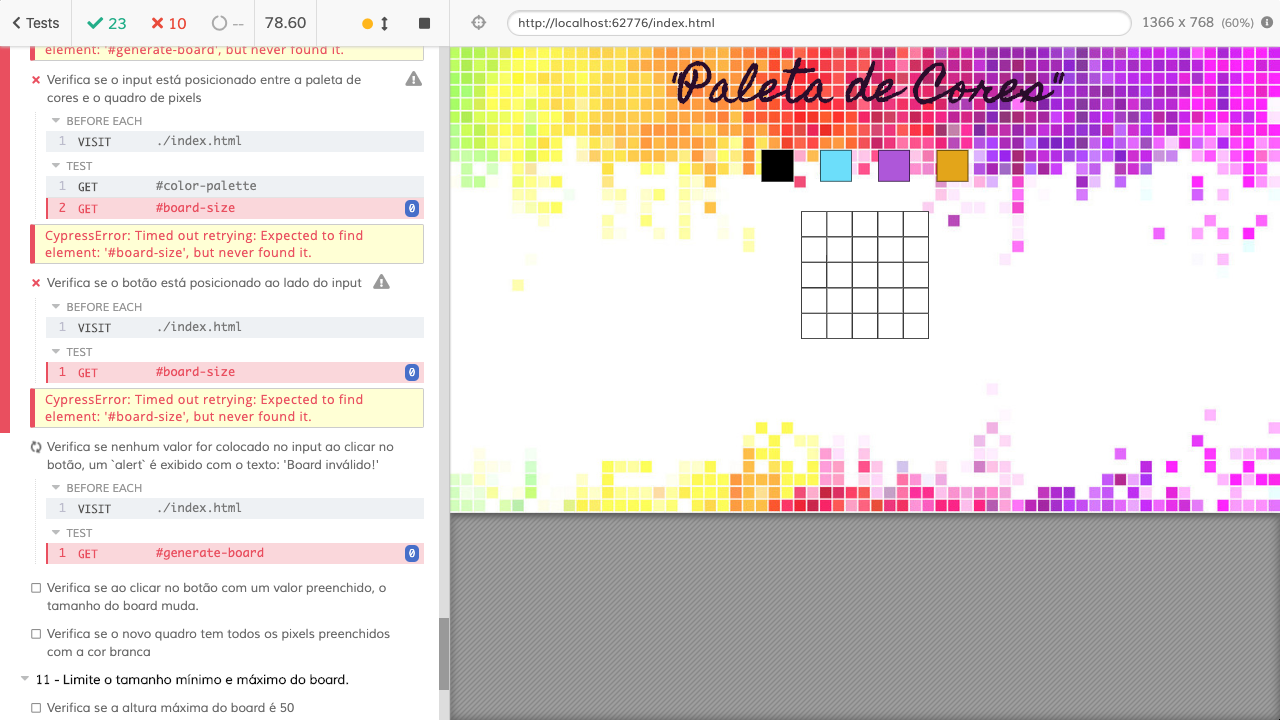 Tests
23
10
--
78.60
http://localhost:62776/index.html
1366 x 768 (60%)
element: '#generate-board', but never found it.
Verifica se o input está posicionado entre a paleta de
cores e o quadro de pixels
BEFORE EACH
1 VISIT ./index.html
TEST
1 GET #color-palette
2 GET #board-size 0
CypressError: Timed out retrying: Expected to find
element: '#board-size', but never found it.
Verifica se o botão está posicionado ao lado do input
BEFORE EACH
1 VISIT ./index.html
TEST
1 GET #board-size 0
CypressError: Timed out retrying: Expected to find
element: '#board-size', but never found it.
Verifica se nenhum valor for colocado no input ao clicar no
botão, um `alert` é exibido com o texto: 'Board inválido!'
BEFORE EACH
1 VISIT ./index.html
TEST
1 GET #generate-board 0
Verifica se ao clicar no botão com um valor preenchido, o
tamanho do board muda.
Verifica se o novo quadro tem todos os pixels preenchidos
com a cor branca
11 - Limite o tamanho mínimo e máximo do board.
Verifica se a altura máxima do board é 50
"Paleta de Cores"